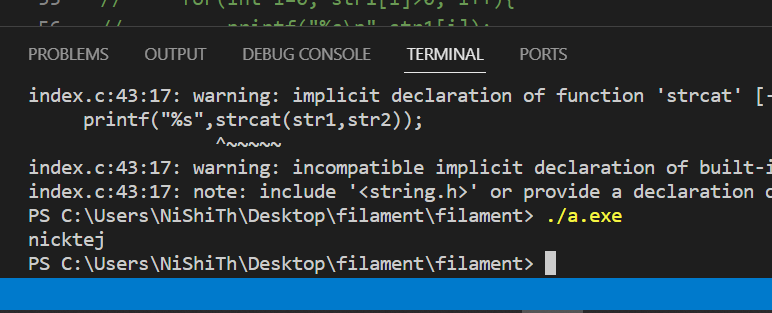 55 // for(int i=0; str1[i]>0; i++){
56 // printf("%c\n",str1[i]);
PROBLEMS OUTPUT DEBUG CONSOLE TERMINAL PORTS
index.c:43:17: warning: implicit declaration of function 'strcat' [-
printf("%s",strcat(str1,str2));
^~~~~~
index.c:43:17: warning: incompatible implicit declaration of built-i
index.c:43:17: note: include '<string.h>' or provide a declaration o
PS C:\Users\NiShiTh\Desktop\filament\filament> ./a.exe
nicktej
PS C:\Users\NiShiTh\Desktop\filament\filament>